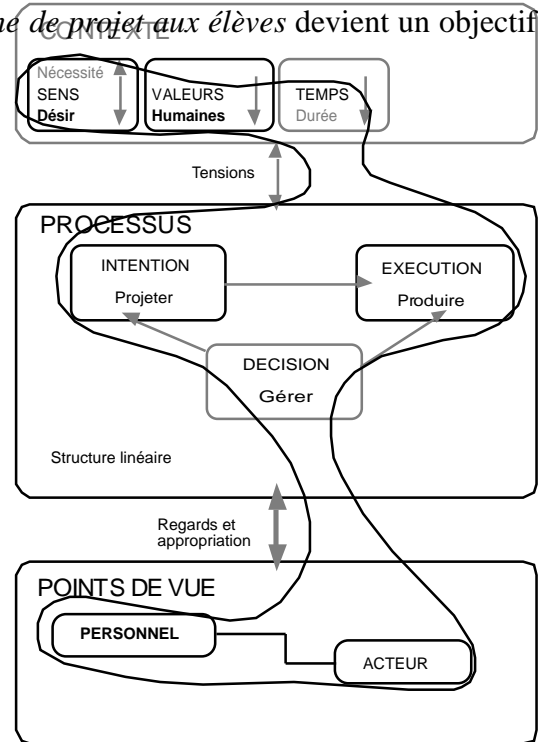 ne de projet aux élèves devient un objectif
CONTEXTE
Nécessité
SENS
Désir
VALEURS
Humaines
TEMPS
Durée
Tensions
PROCESSUS
INTENTION
Projeter
EXECUTION
Produire
DECISION
Gérer
Structure linéaire
Regards et
appropriation
POINTS DE VUE
PERSONNEL
ACTEUR